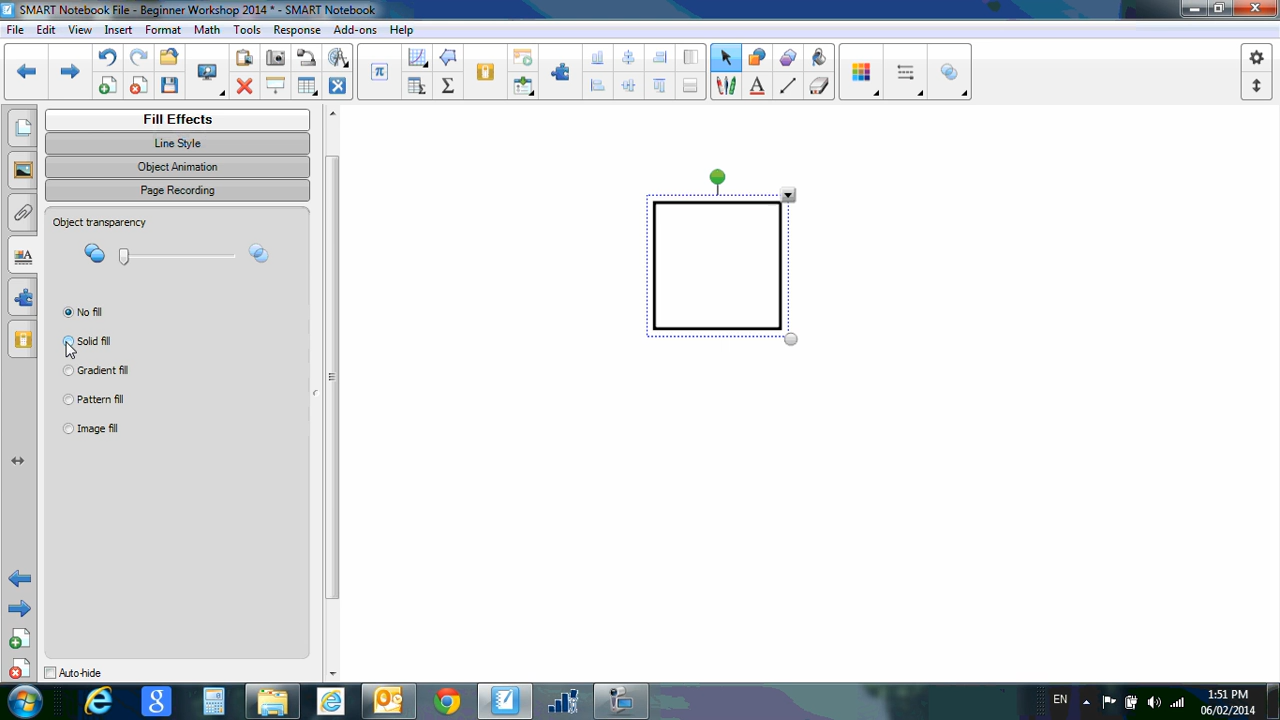 SMART Notebook File - Beginner Workshop 2014 * - SMART Notebook
File Edit View Insert Format Math Tools Response Add-ons Help
Fill Effects
Line Style
Object Animation
Page Recording
Object transparency
No fill
Solid fill
Gradient fill
Pattern fill
Image fill
Auto-hide
EN
1:51 PM
06/02/2014